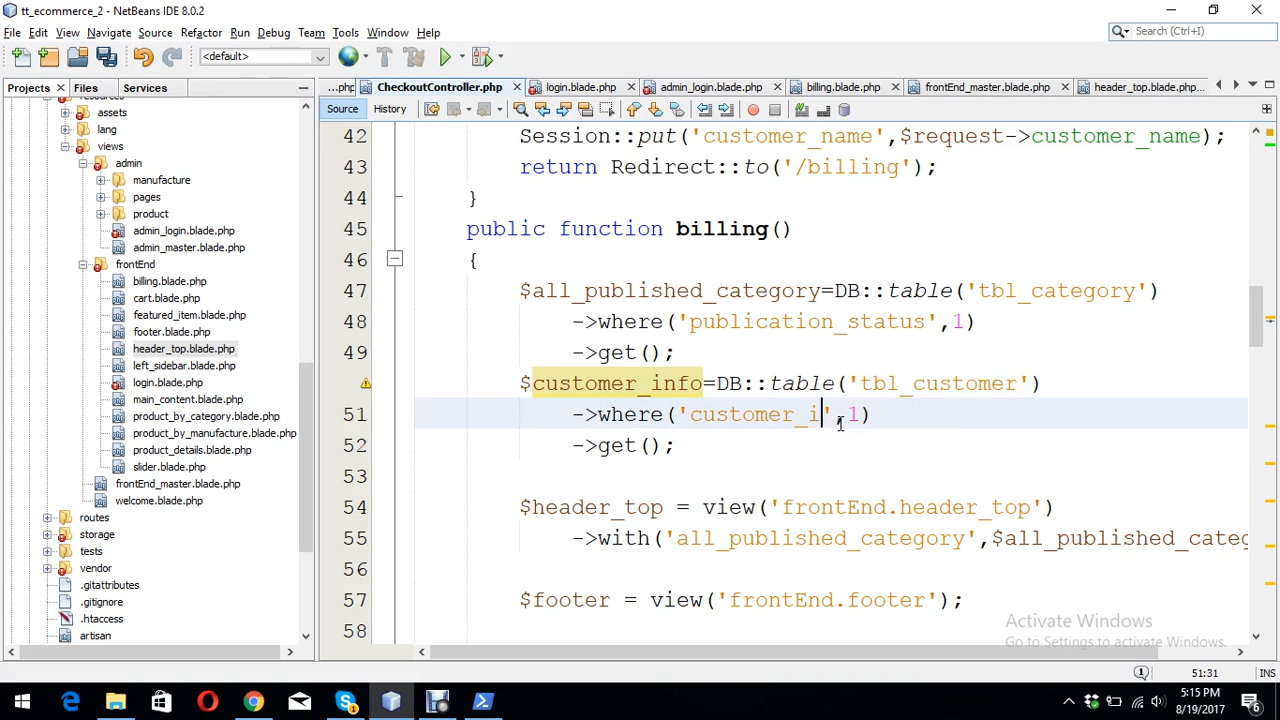 tt_ecommerce_2 - NetBeans IDE 8.0.2
File Edit View Navigate Source Refactor Run Debug Team Tools Window Help
Search (Ctrl+I)
<default>
Projects Files Services
...php CheckoutController.php login.blade.php admin_login.blade.php billing.blade.php frontEnd_master.blade.php header_top.blade.php...
Source History
resources
assets
lang
views
admin
manufacture
pages
product
admin_login.blade.php
admin_master.blade.php
frontEnd
billing.blade.php
cart.blade.php
featured_item.blade.php
footer.blade.php
header_top.blade.php
left_sidebar.blade.php
login.blade.php
main_content.blade.php
product_by_category.blade.php
product_by_manufacture.blade.php
product_details.blade.php
slider.blade.php
frontEnd_master.blade.php
welcome.blade.php
routes
storage
tests
vendor
.gitattributes
.gitignore
.htaccess
artisan
42 Session::put('customer_name',$request->customer_name);
43 return Redirect::to('/billing');
44 }
45 public function billing()
46 {
47 $all_published_category=DB::table('tbl_category')
48 ->where('publication_status',1)
49 ->get();
$customer_info=DB::table('tbl_customer')
51 ->where('customer_i',1)
52 ->get();
53
54 $header_top = view('frontEnd.header_top')
55 ->with('all_published_category',$all_published_categ
56
57 $footer = view('frontEnd.footer');
58
Activate Windows
Go to Settings to activate Windows.
1 51:31 INS
5:15 PM
8/19/2017
6